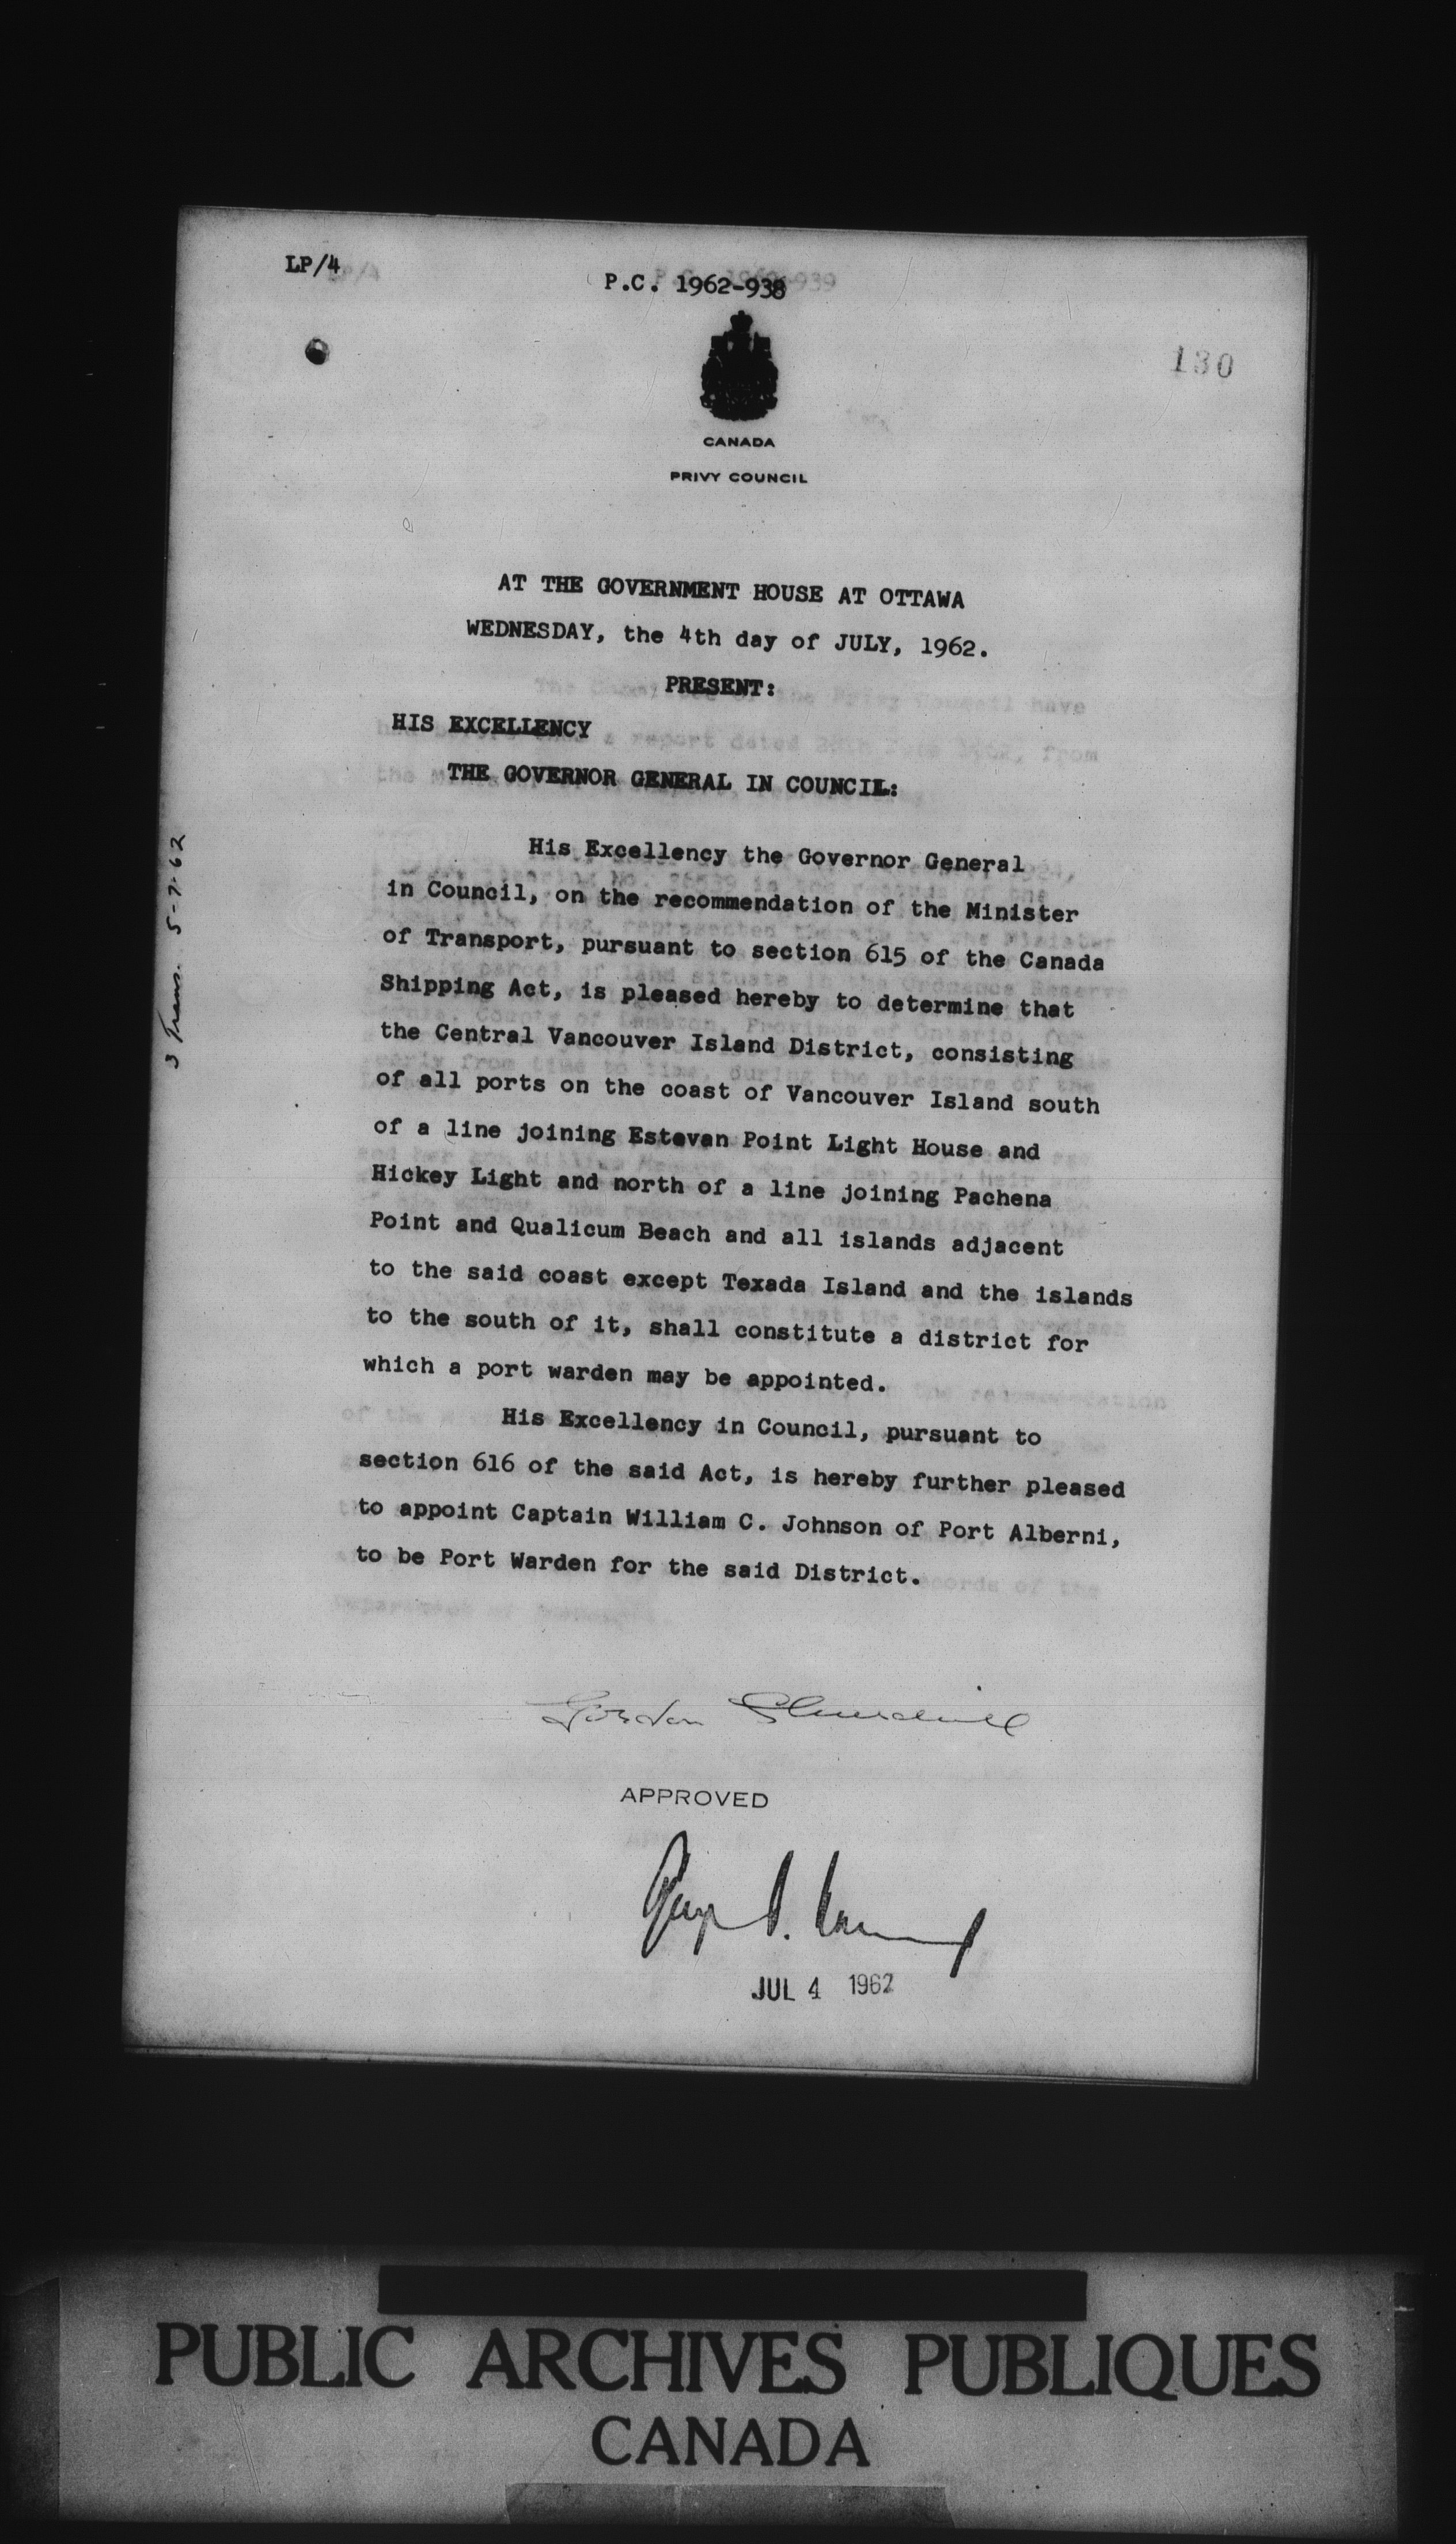 LP/4
P.C. 1962-938
130
CANADA
PRIVY COUNCIL
AT THE GOVERNMENT HOUSE AT OTTAWA
WEDNESDAY, the 4th day of JULY, 1962.
PRESENT:
HIS EXCELLENCY
THE GOVERNOR GENERAL IN COUNCIL:
3 Trans. 5-7-62
His Excellency the Governor General
in Council, on the recommendation of the Minister
of Transport, pursuant to section 615 of the Canada
Shipping Act, is pleased hereby to determine that
the Central Vancouver Island District, consisting
of all ports on the coast of Vancouver Island south
of a line joining Estevan Point Light House and
Hickey Light and north of a line joining Pachena
Point and Qualicum Beach and all islands adjacent
to the said coast except Texada Island and the islands
to the south of it, shall constitute a district for
which a port warden may be appointed.
His Excellency in Council, pursuant to
section 616 of the said Act, is hereby further pleased
to appoint Captain William C. Johnson of Port Alberni,
to be Port Warden for the said District.
Gordon Churchill
APPROVED
JUL 4 1962
PUBLIC ARCHIVES PUBLIQUES
CANADA